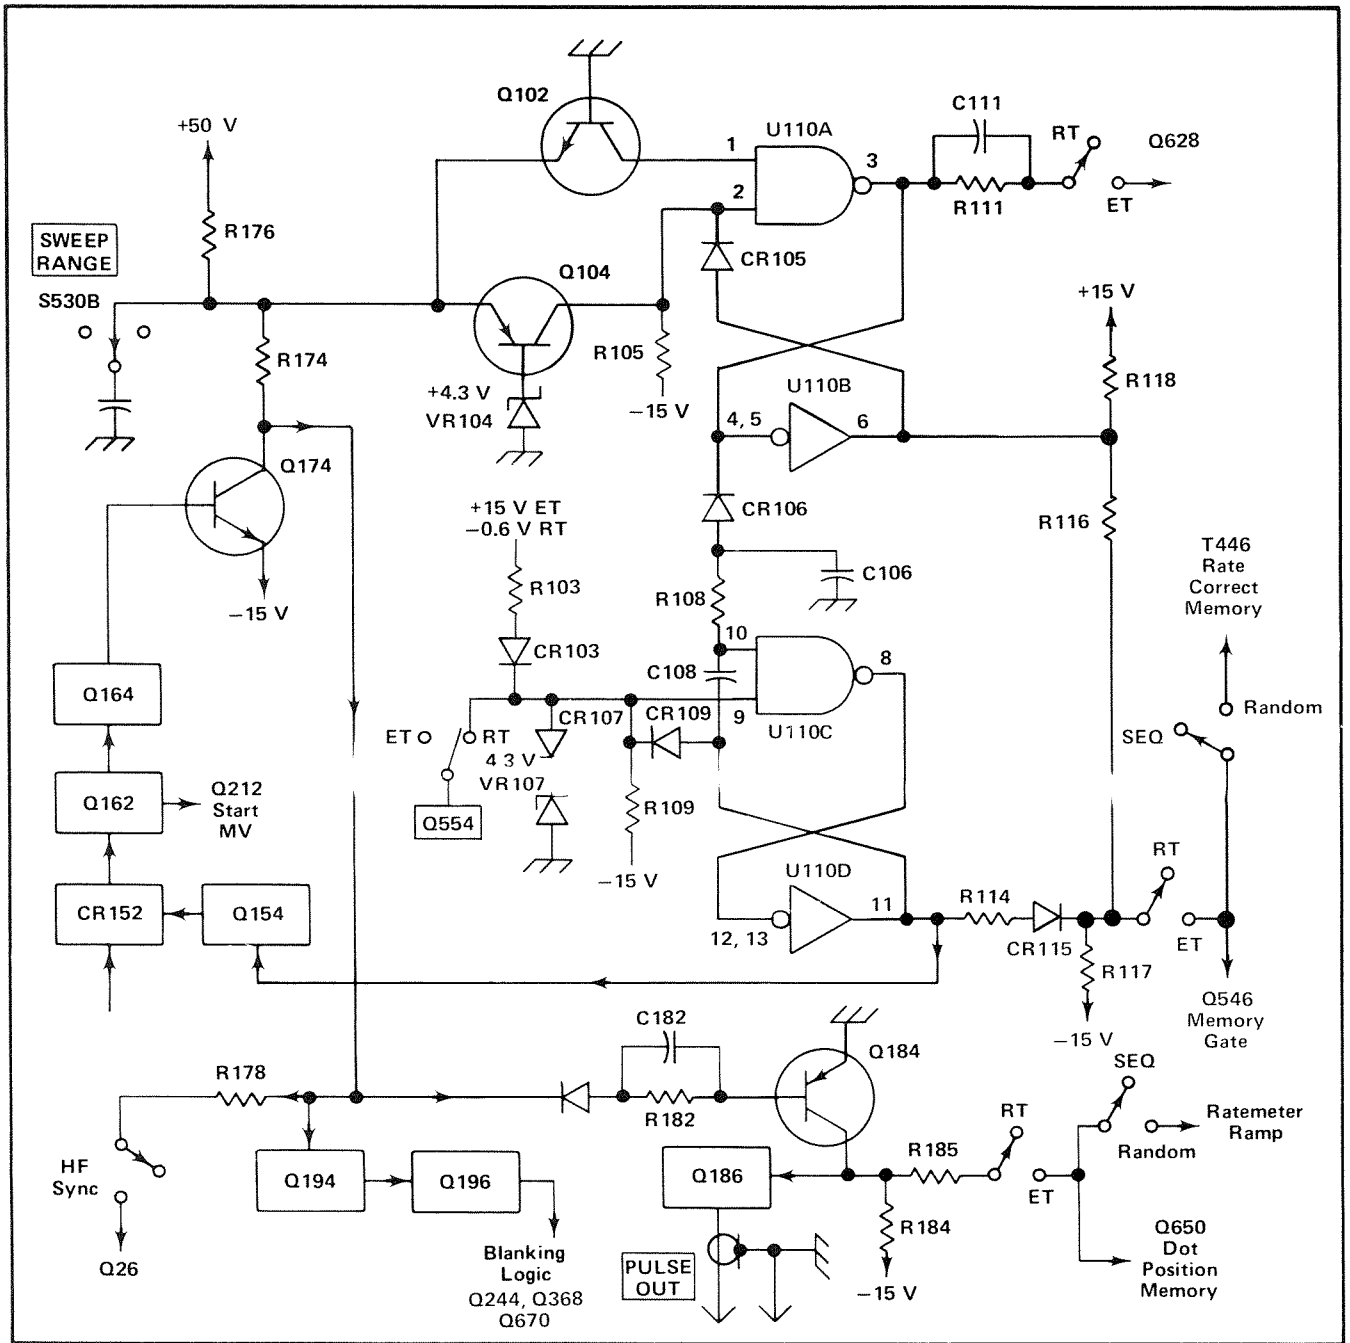 Q102
C111
+50 V
1
U110A
3
RT
Q628
2
R111
ET
R176
SWEEP
RANGE
CR105
Q104
S530B
+15 V
R174
R105
+4.3 V
VR104
−15 V
U110B
R118
4, 5
6
Q174
+15 V ET
−0.6 V RT
CR106
R116
C106
R103
R108
T446
Rate
Correct
Memory
−15 V
10
CR103
8
Q164
C108
CR107
CR109
9
U110C
ET
RT
4 3 V
VR107
Random
SEQ
Q162
Q212
Start
MV
Q554
R109
−15 V
U110D
RT
CR152
Q154
11
R114
12, 13
CR115
ET
R117
−15 V
Q546
Memory
Gate
C182
Q184
R178
R182
SEQ
RT
Ratemeter
Ramp
HF
Sync
Q194
Q196
Q186
R185
Random
ET
R184
Q26
Blanking
Logic
Q244, Q368
Q670
PULSE
OUT
−15 V
Q650
Dot
Position
Memory